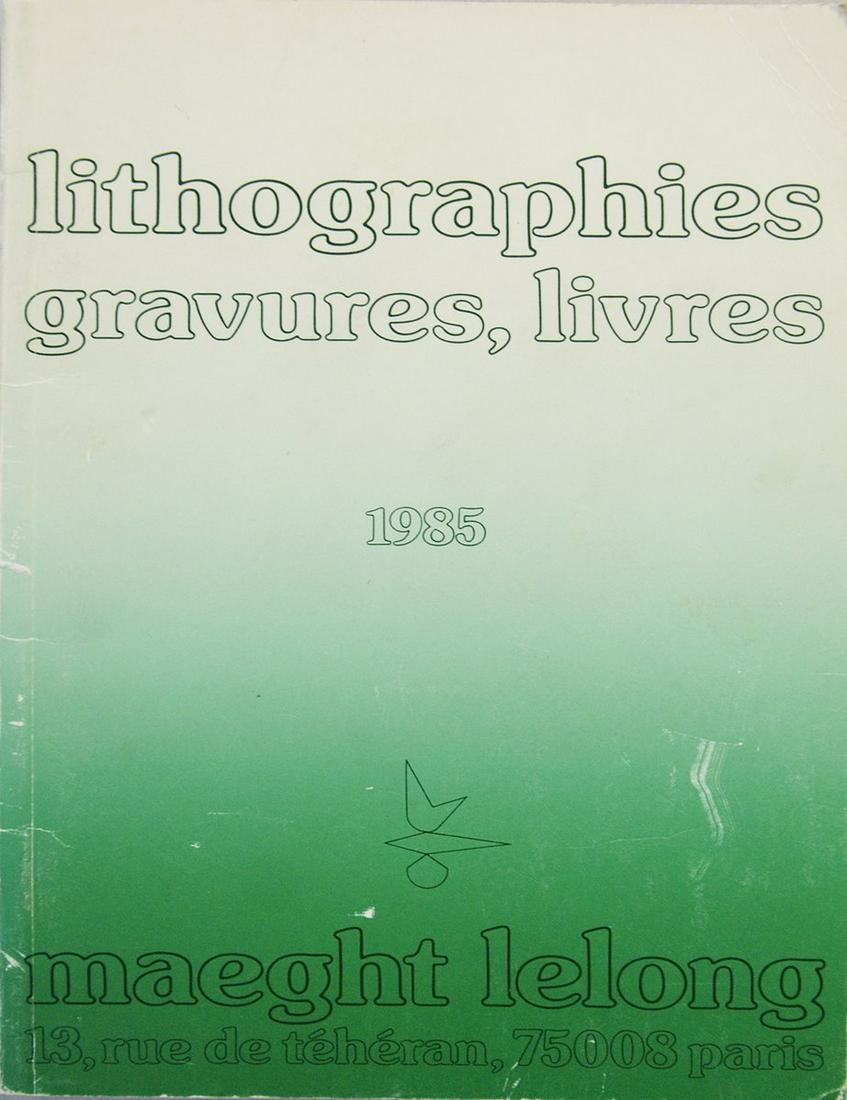 lithographies
gravures, livres
1985
maeght lelong
13, rue de téhéran, 75008 paris